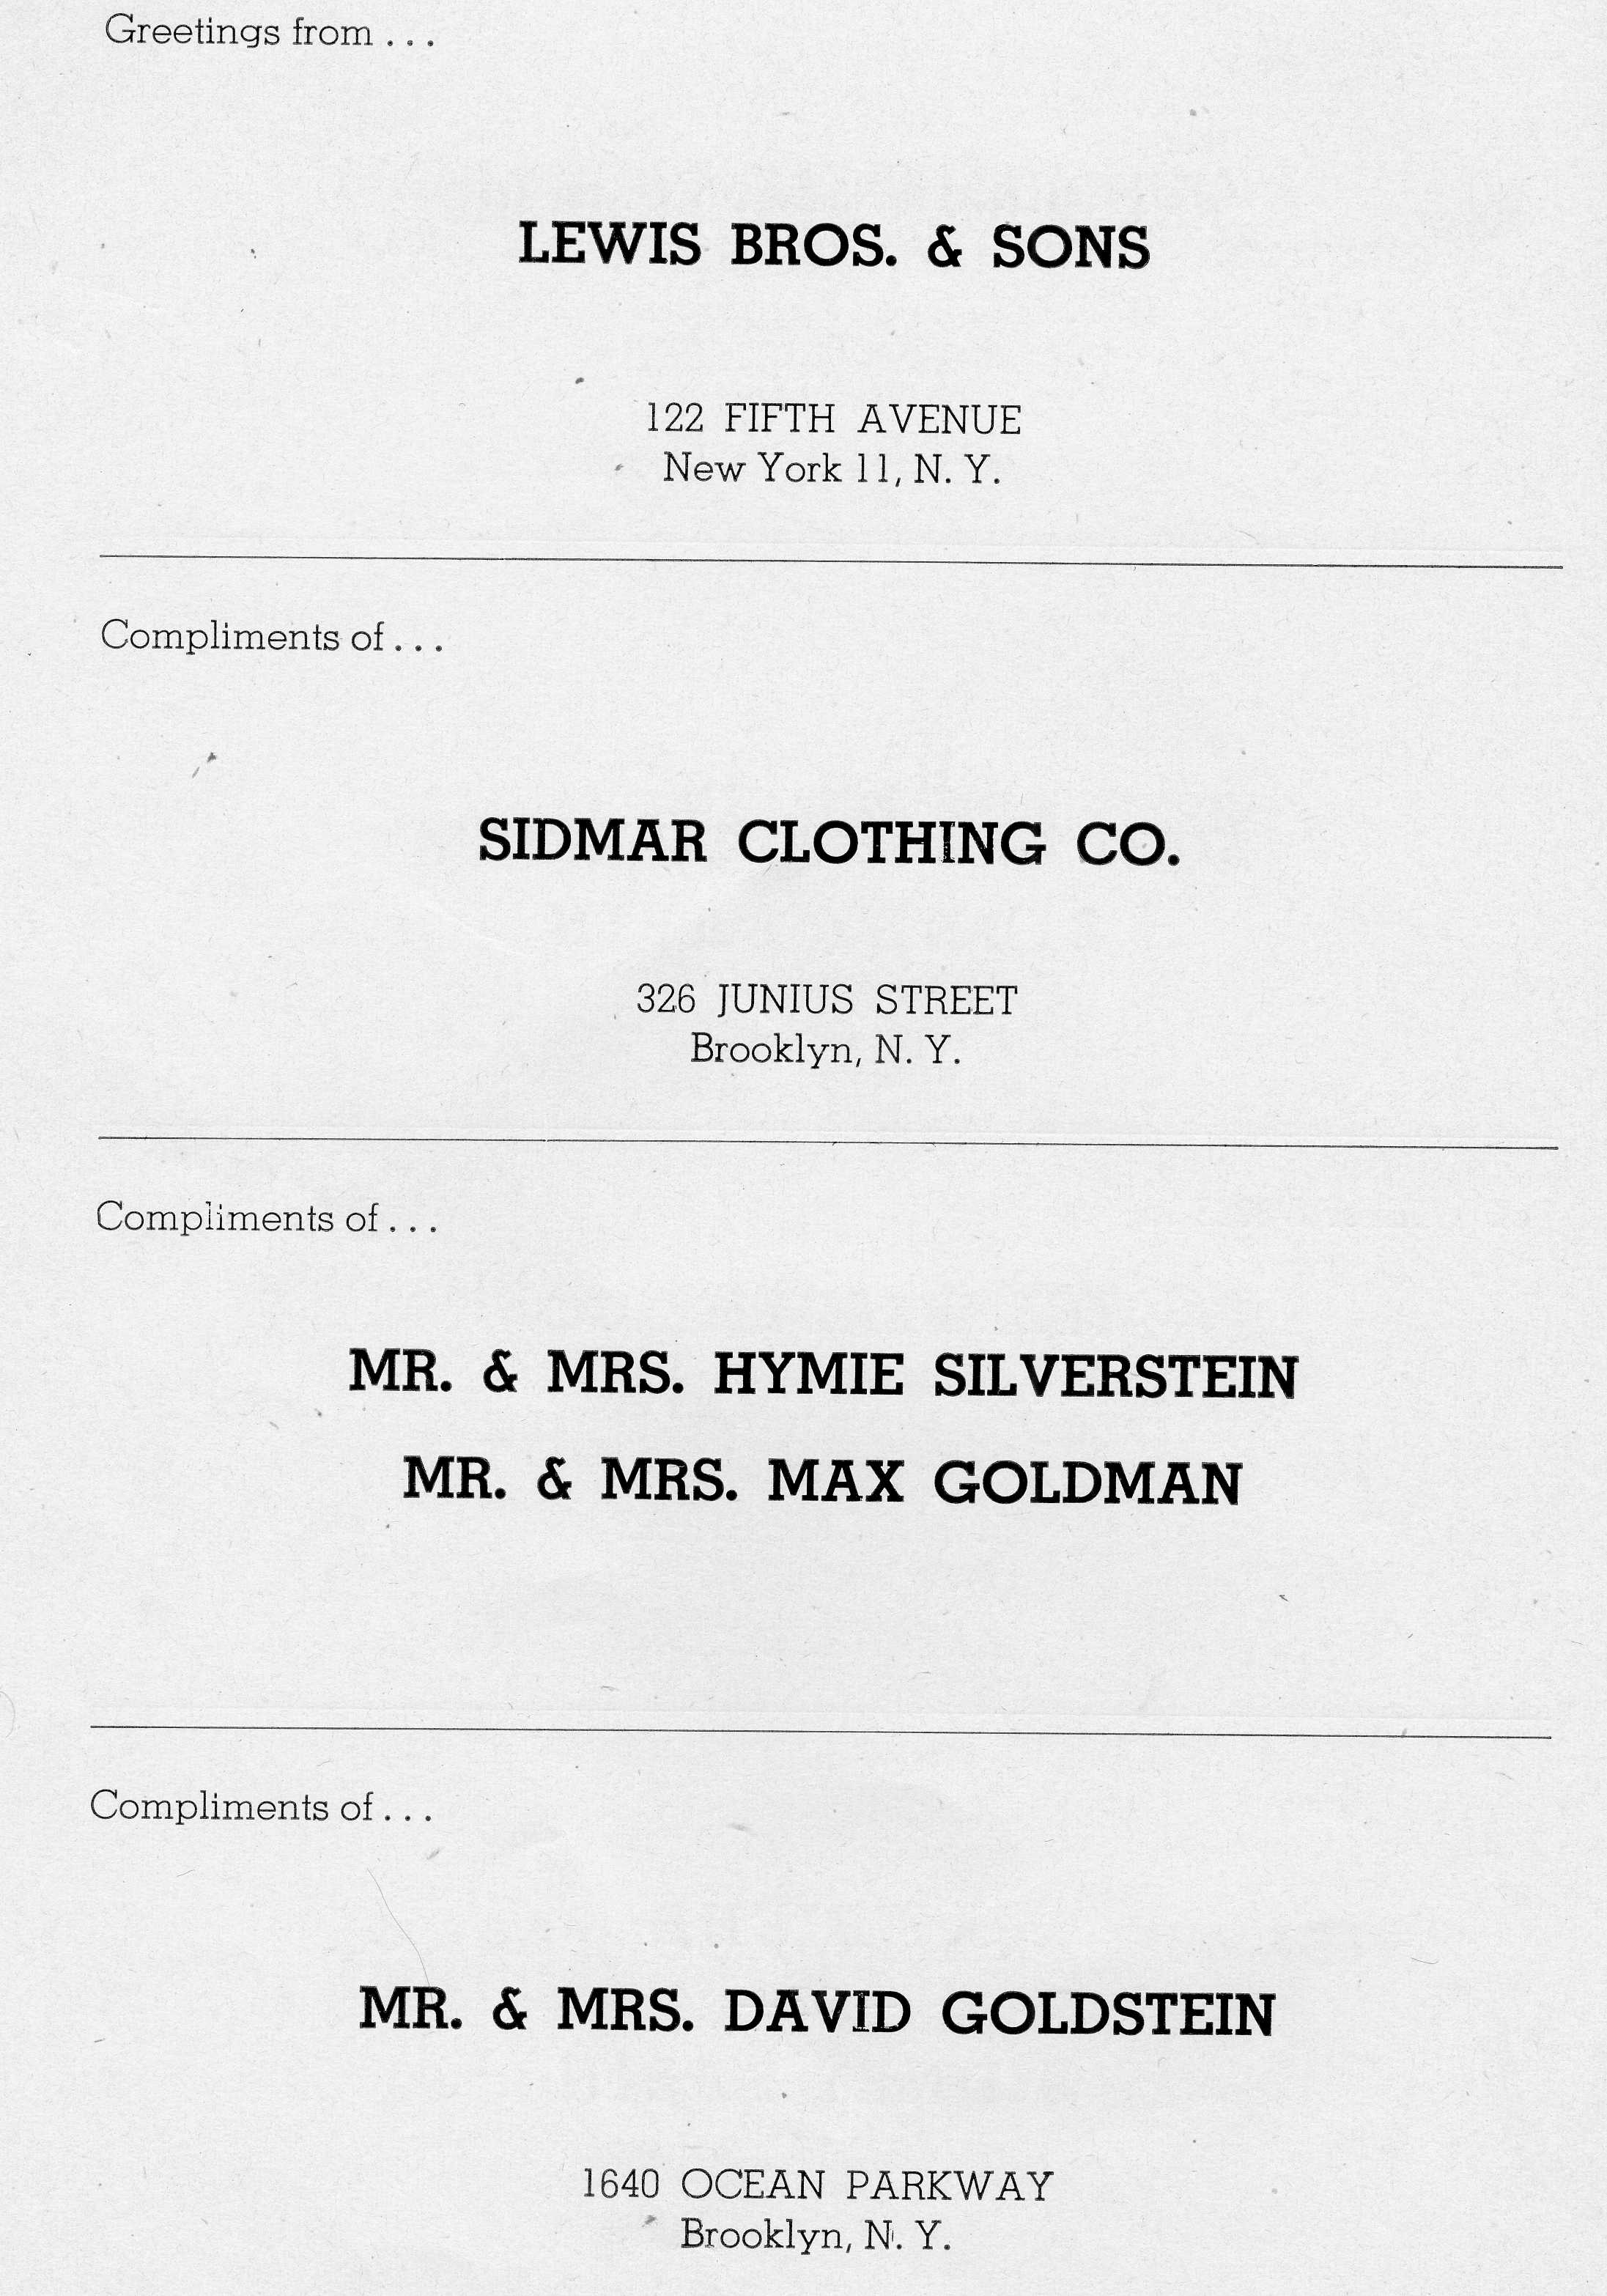 Greetings from . . .
LEWIS BROS. & SONS
122 FIFTH AVENUE
New York 11, N. Y.
Compliments of . . .
SIDMAR CLOTHING CO.
326 JUNIUS STREET
Brooklyn, N. Y.
Compliments of . . .
MR. & MRS. HYMIE SILVERSTEIN
MR. & MRS. MAX GOLDMAN
Compliments of . . .
MR. & MRS. DAVID GOLDSTEIN
1640 OCEAN PARKWAY
Brooklyn, N. Y.